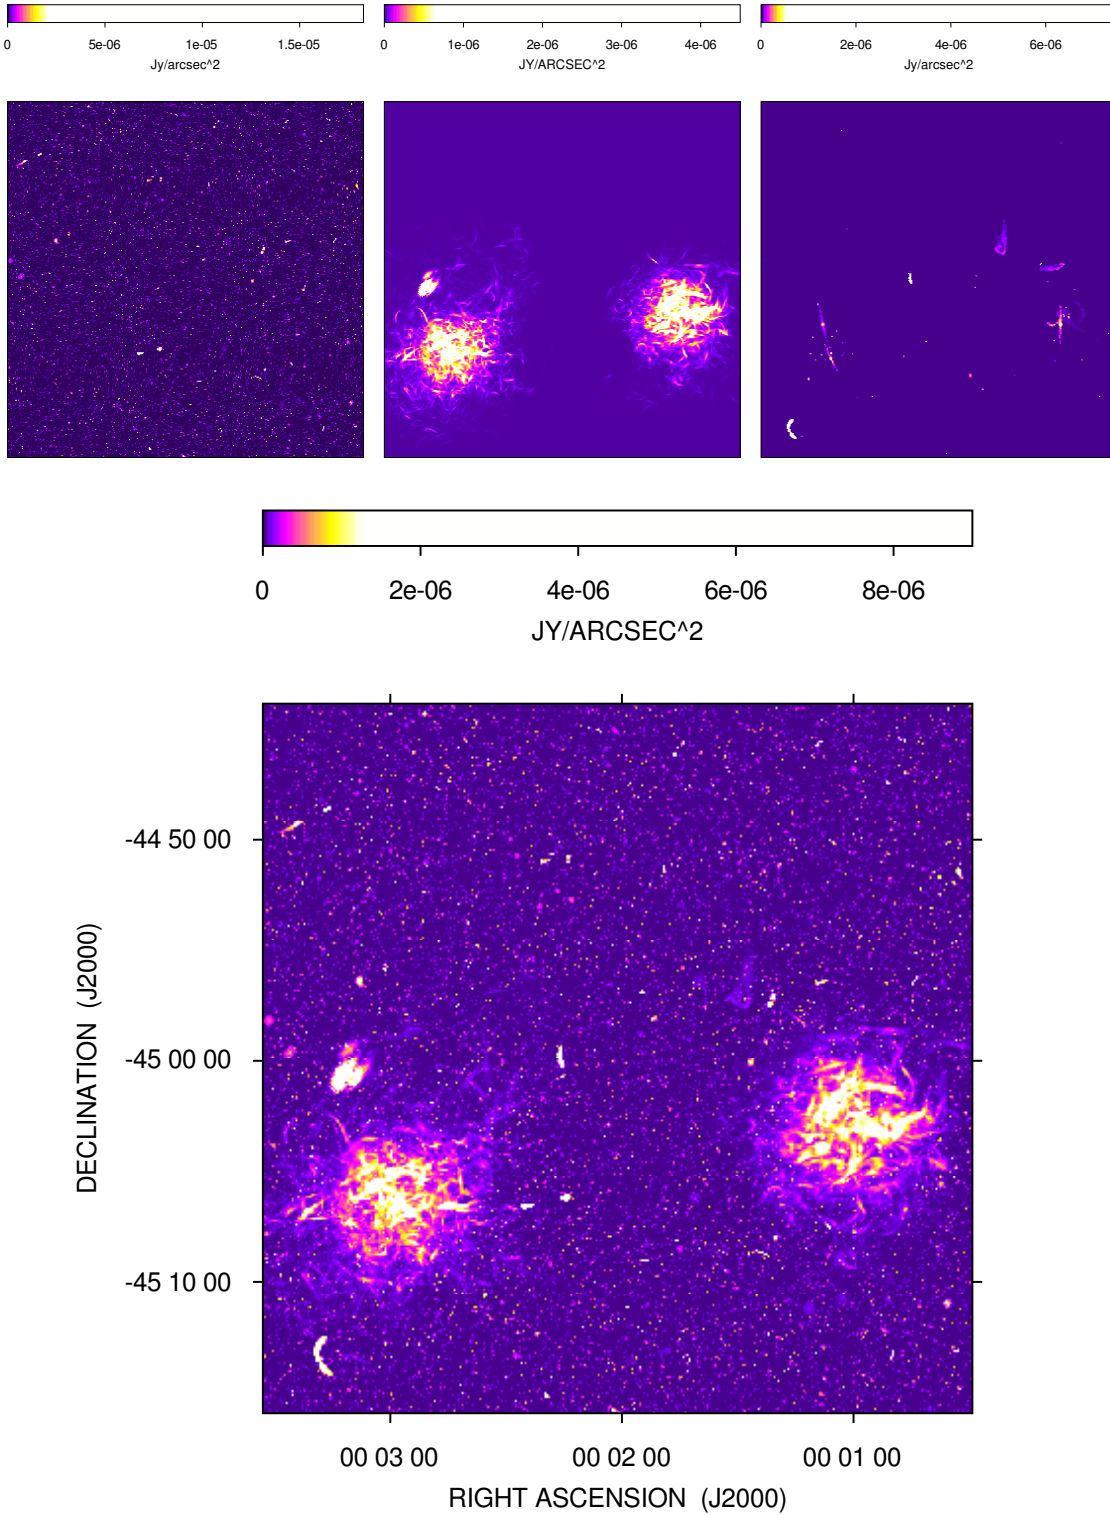 0 5e-06 1e-05 1.5e-05
Jy/arcsec^2
0 1e-06 2e-06 3e-06 4e-06
JY/ARCSEC^2
0 2e-06 4e-06 6e-06
Jy/arcsec^2
0 2e-06 4e-06 6e-06 8e-06
JY/ARCSEC^2
-44 50 00
-45 00 00
-45 10 00
DECLINATION (J2000)
00 03 00 00 02 00 00 01 00
RIGHT ASCENSION (J2000)